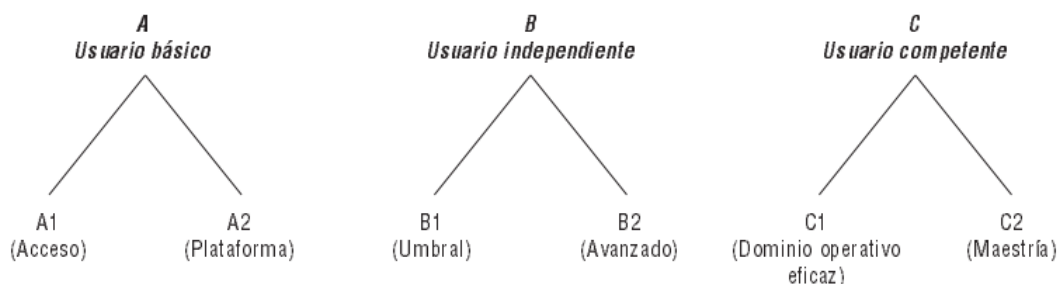 A
Usuario básico
B
Usuario independiente
C
Usuario competente
A1
(Acceso)
A2
(Plataforma)
B1
(Umbral)
B2
(Avanzado)
C1
(Dominio operativo
eficaz)
C2
(Maestría)